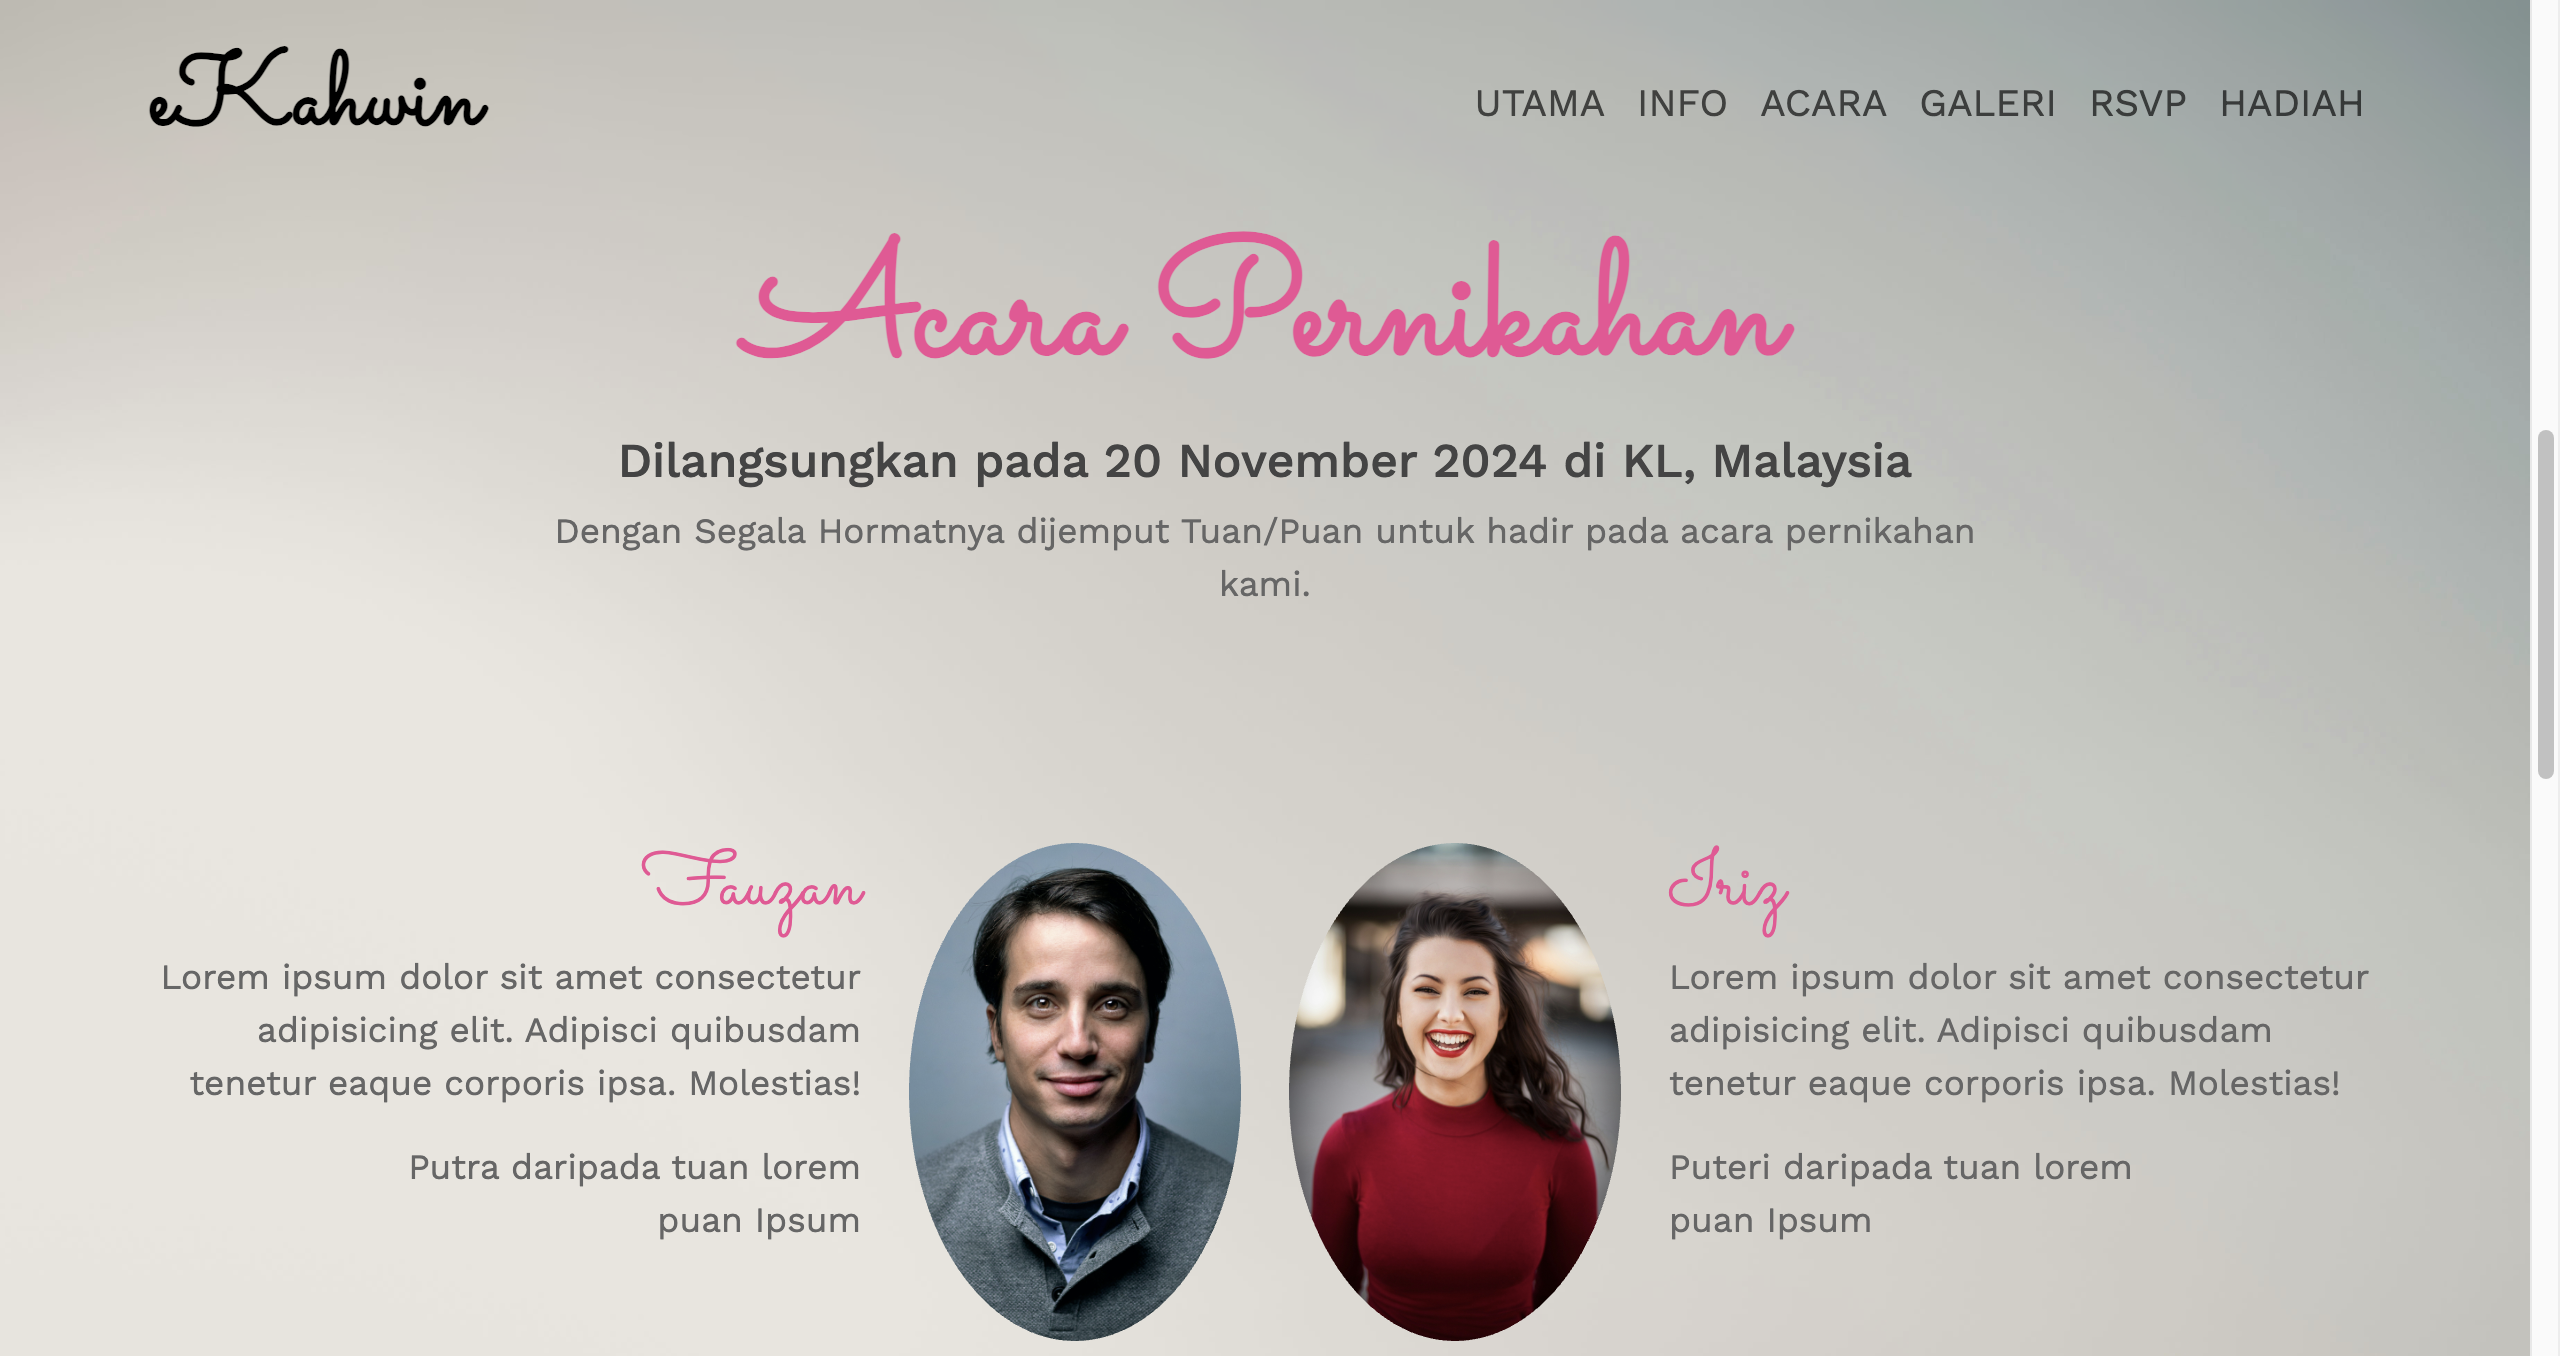 eKahwin
UTAMA INFO ACARA GALERI RSVP HADIAH
Acara Pernikahan
Dilangsungkan pada 20 November 2024 di KL, Malaysia
Dengan Segala Hormatnya dijemput Tuan/Puan untuk hadir pada acara pernikahan
kami.
Fauzan
Lorem ipsum dolor sit amet consectetur
adipisicing elit. Adipisci quibusdam
tenetur eaque corporis ipsa. Molestias!
Putra daripada tuan lorem
puan Ipsum
Iriz
Lorem ipsum dolor sit amet consectetur
adipisicing elit. Adipisci quibusdam
tenetur eaque corporis ipsa. Molestias!
Puteri daripada tuan lorem
puan Ipsum